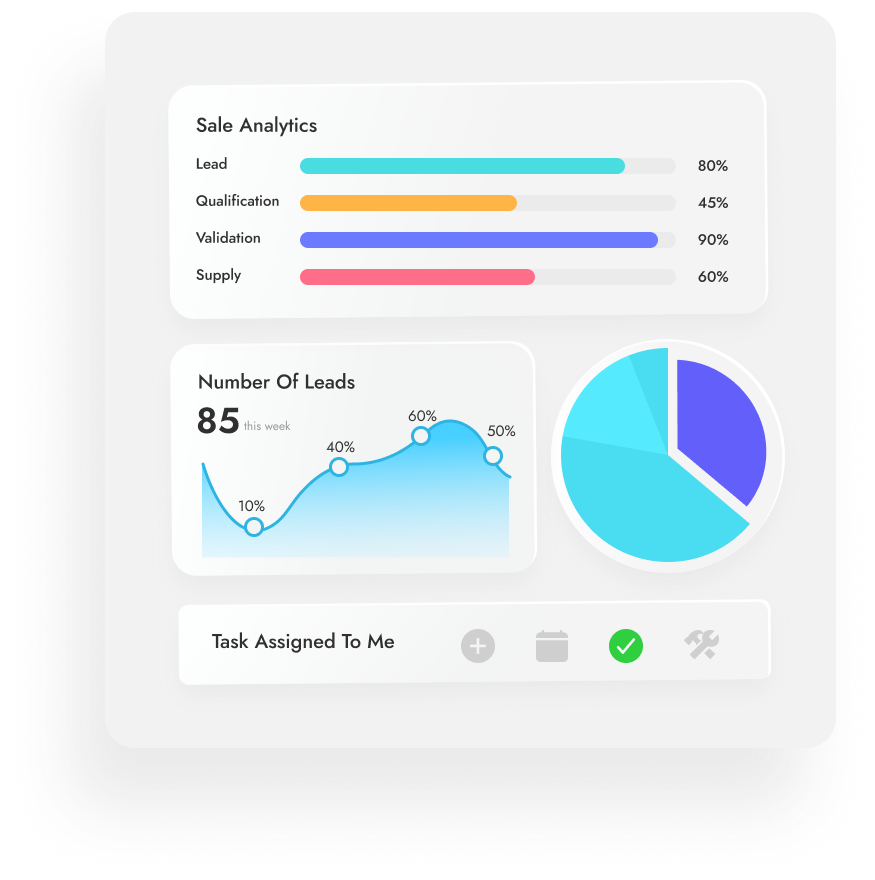 Sale Analytics
Lead 80%
Qualification 45%
Validation 90%
Supply 60%
Number Of Leads
85 this week
10%
40%
60%
50%
Task Assigned To Me